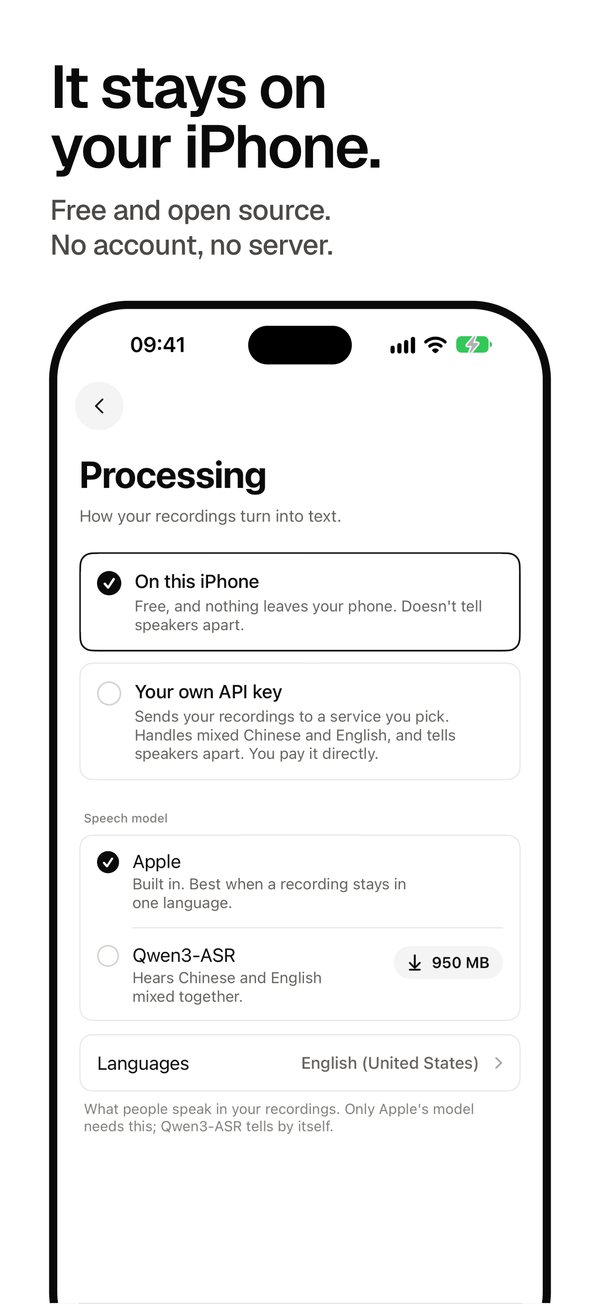 It stays on
your iPhone.
Free and open source.
No account, no server.
09:41
Processing
How your recordings turn into text.
On this iPhone
Free, and nothing leaves your phone. Doesn't tell
speakers apart.
Your own API key
Sends your recordings to a service you pick.
Handles mixed Chinese and English, and tells
speakers apart. You pay it directly.
Speech model
Apple
Built in. Best when a recording stays in
one language.
Qwen3-ASR
950 MB
Hears Chinese and English
mixed together.
Languages
English (United States)
What people speak in your recordings. Only Apple's model
needs this; Qwen3-ASR tells by itself.